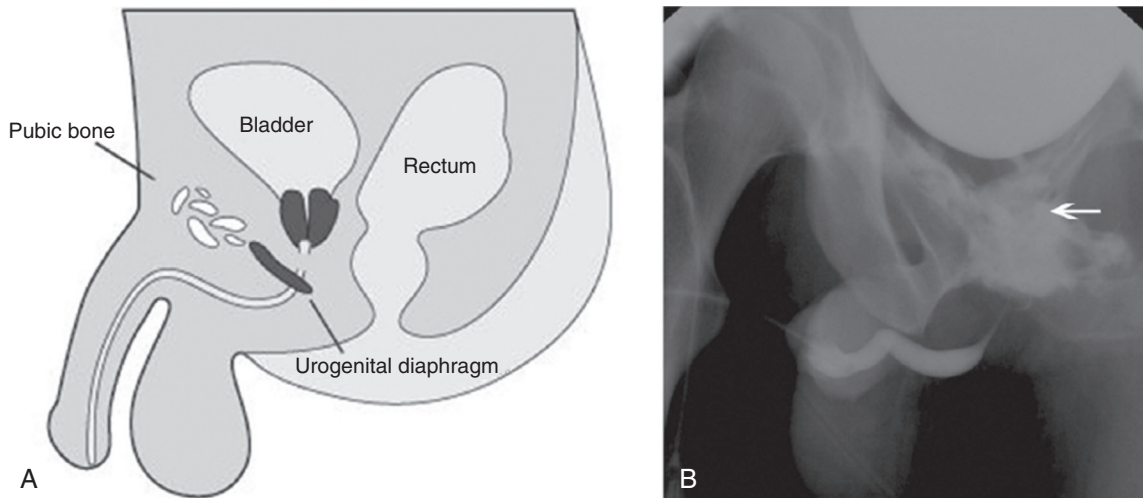 Bladder
Pubic bone
Rectum
Urogenital diaphragm
A
B